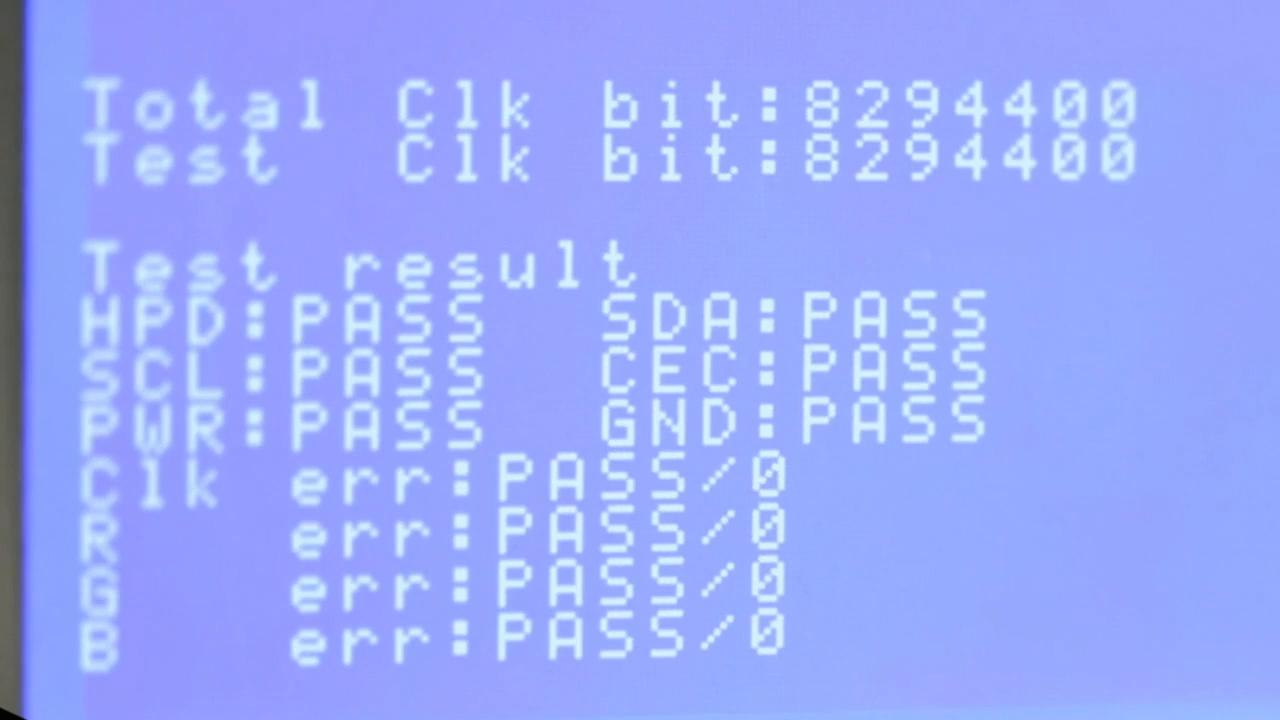 Total Clk bit:8294400
Test  Clk bit:8294400
Test result
HPD:PASS  SDA:PASS
SCL:PASS  CEC:PASS
PWR:PASS  GND:PASS
Clk err:PASS/0
R   err:PASS/0
G   err:PASS/0
B   err:PASS/0